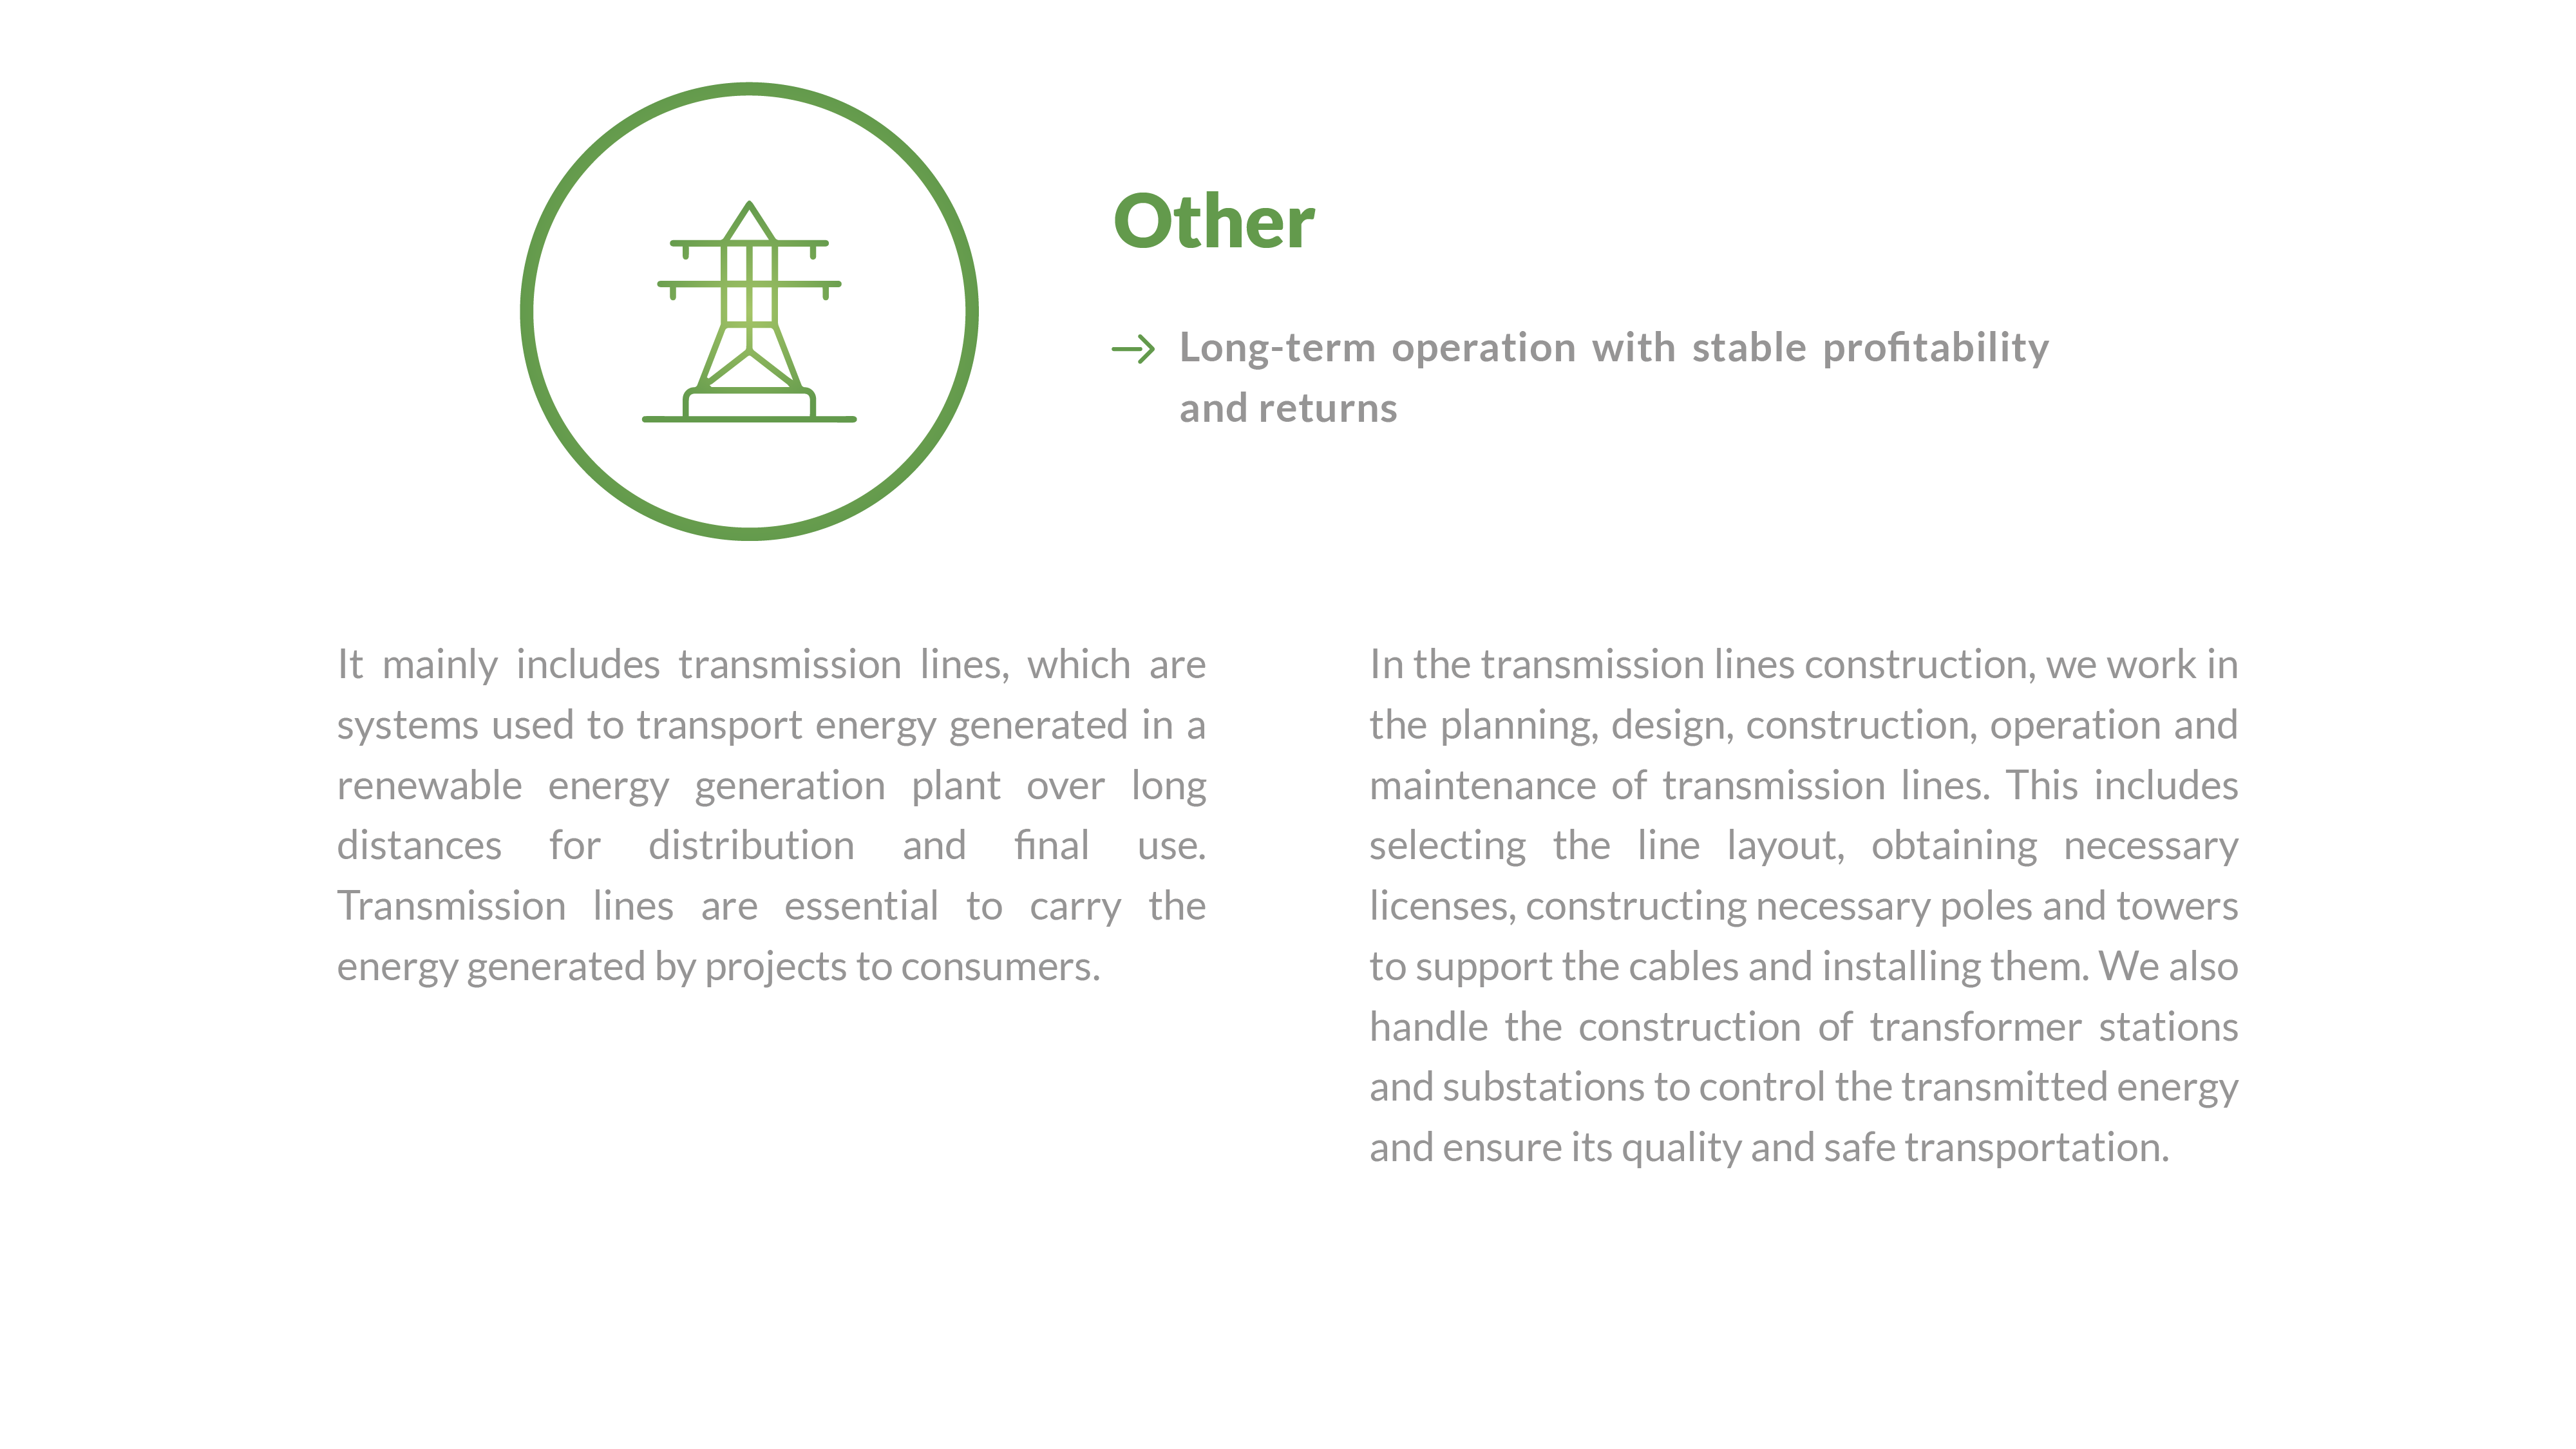 Other
Long-term operation with stable profitability
and returns
It mainly includes transmission lines, which are
systems used to transport energy generated in a
renewable energy generation plant over long
distances for distribution and final use.
Transmission lines are essential to carry the
energy generated by projects to consumers.
In the transmission lines construction, we work in
the planning, design, construction, operation and
maintenance of transmission lines. This includes
selecting the line layout, obtaining necessary
licenses, constructing necessary poles and towers
to support the cables and installing them. We also
handle the construction of transformer stations
and substations to control the transmitted energy
and ensure its quality and safe transportation.